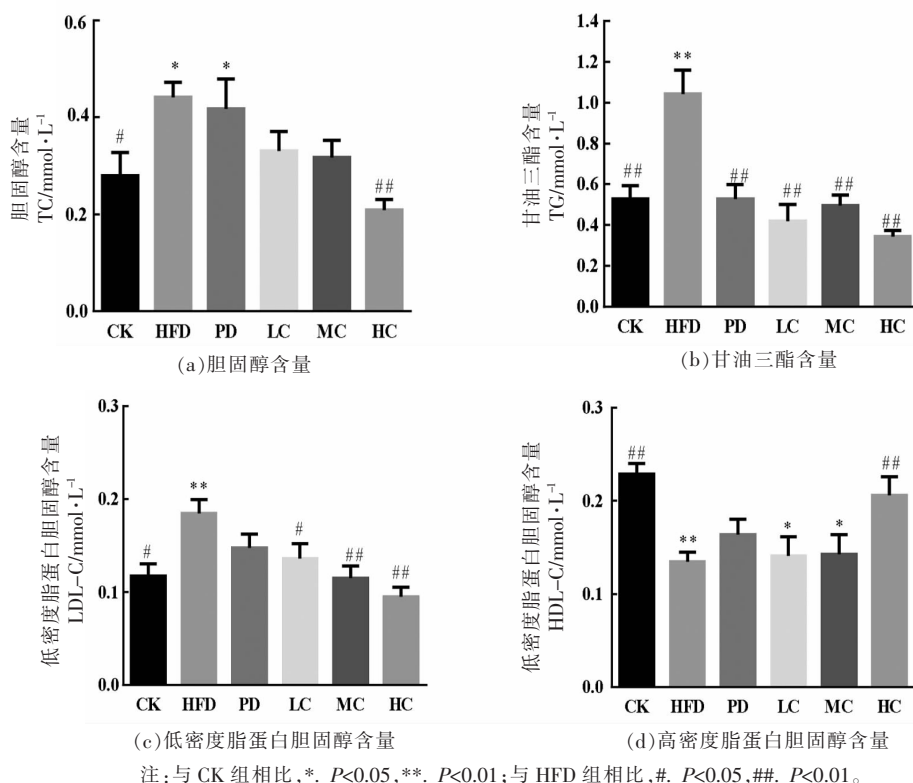 0.6
0.4
0.2
0.0
胆固醇含量
TC/mmol·L⁻¹
#
*
*
##
CK HFD PD LC MC HC
(a)胆固醇含量
1.4
1.2
1.0
0.8
0.6
0.4
0.2
0.0
甘油三酯含量
TG/mmol·L⁻¹
##
**
##
##
##
##
CK HFD PD LC MC HC
(b)甘油三酯含量
0.3
0.2
0.1
0.0
低密度脂蛋白胆固醇含量
LDL-C/mmol·L⁻¹
#
**
#
##
##
CK HFD PD LC MC HC
(c)低密度脂蛋白胆固醇含量
0.3
0.2
0.1
0.0
低密度脂蛋白胆固醇含量
HDL-C/mmol·L⁻¹
##
**
*
*
##
CK HFD PD LC MC HC
(d)高密度脂蛋白胆固醇含量
注:与 CK 组相比,*. P<0.05,**. P<0.01;与 HFD 组相比,#. P<0.05,##. P<0.01。